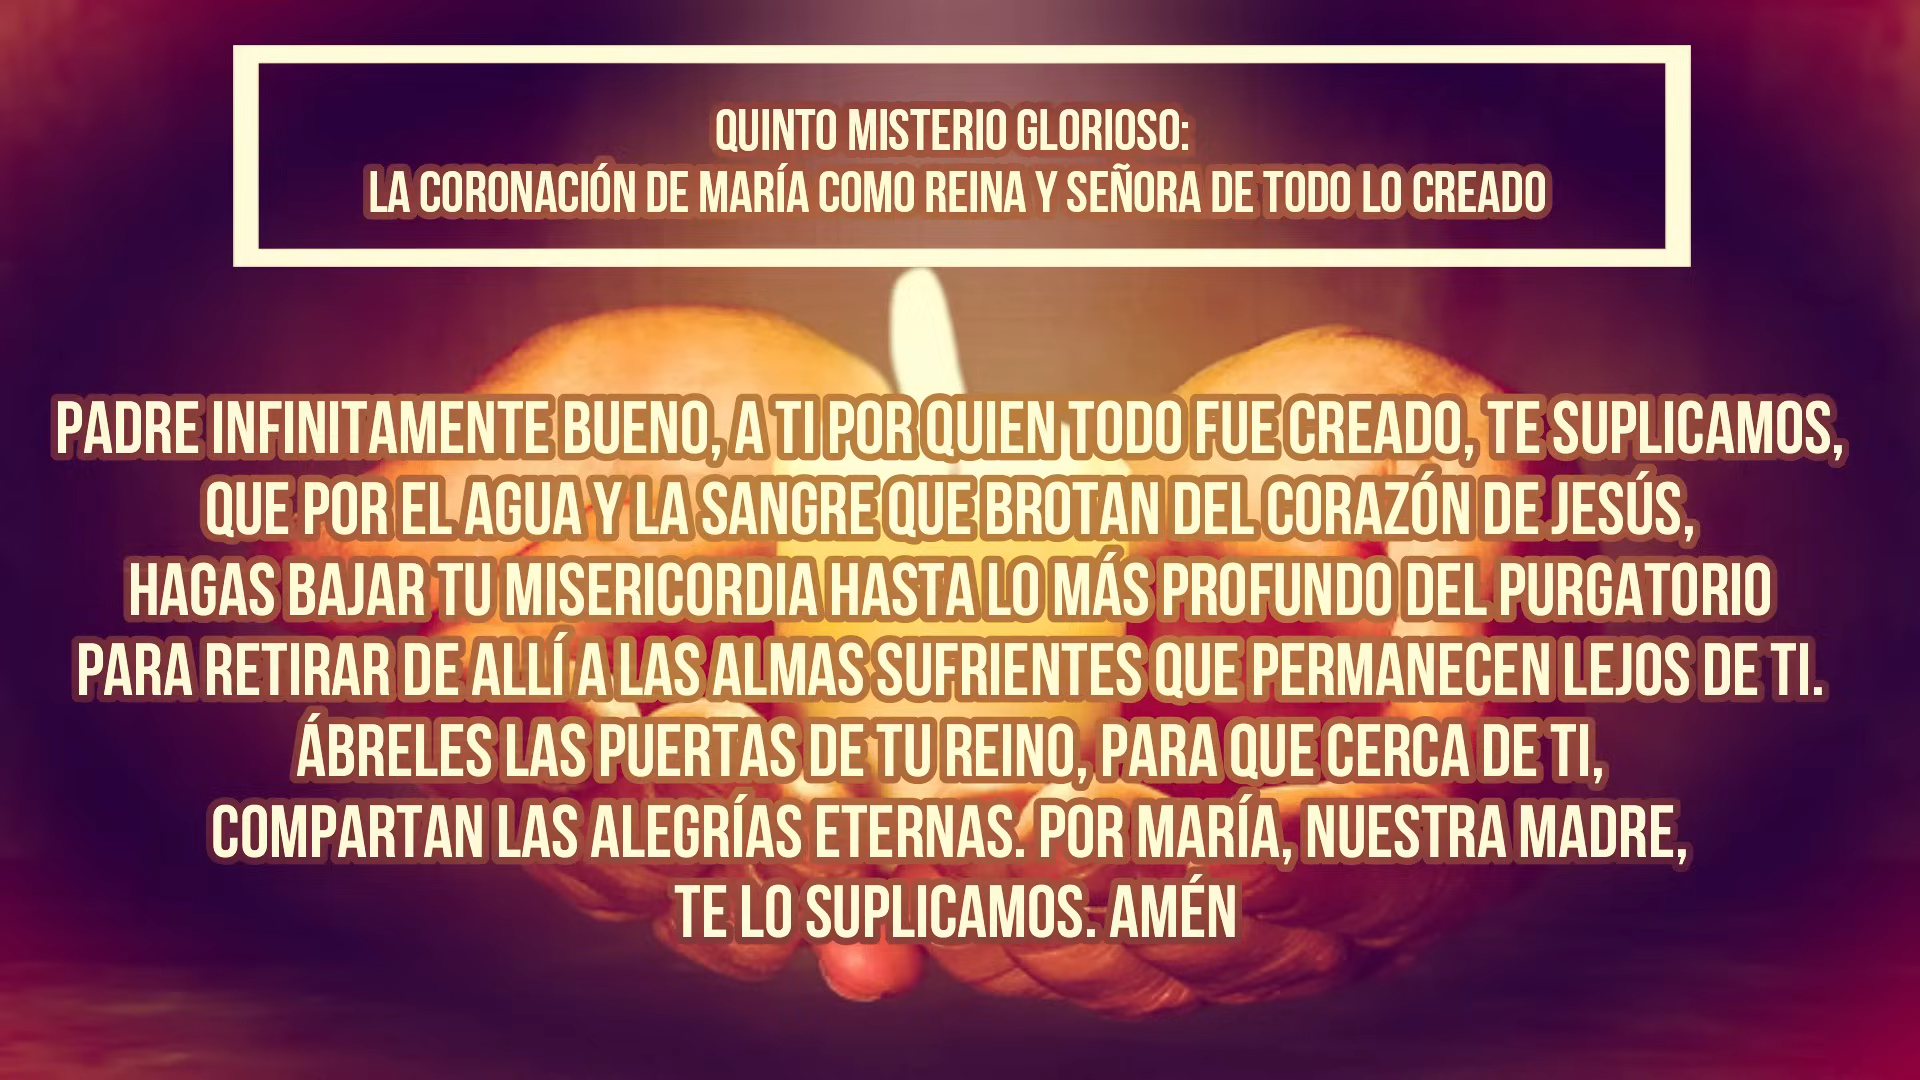 QUINTO MISTERIO GLORIOSO:
LA CORONACIÓN DE MARÍA COMO REINA Y SEÑORA DE TODO LO CREADO
PADRE INFINITAMENTE BUENO, A TI POR QUIEN TODO FUE CREADO, TE SUPLICAMOS,
QUE POR EL AGUA Y LA SANGRE QUE BROTAN DEL CORAZÓN DE JESÚS,
HAGAS BAJAR TU MISERICORDIA HASTA LO MÁS PROFUNDO DEL PURGATORIO
PARA RETIRAR DE ALLÍ A LAS ALMAS SUFRIENTES QUE PERMANECEN LEJOS DE TI.
ÁBRELES LAS PUERTAS DE TU REINO, PARA QUE CERCA DE TI,
COMPARTAN LAS ALEGRÍAS ETERNAS. POR MARÍA, NUESTRA MADRE,
TE LO SUPLICAMOS. AMÉN